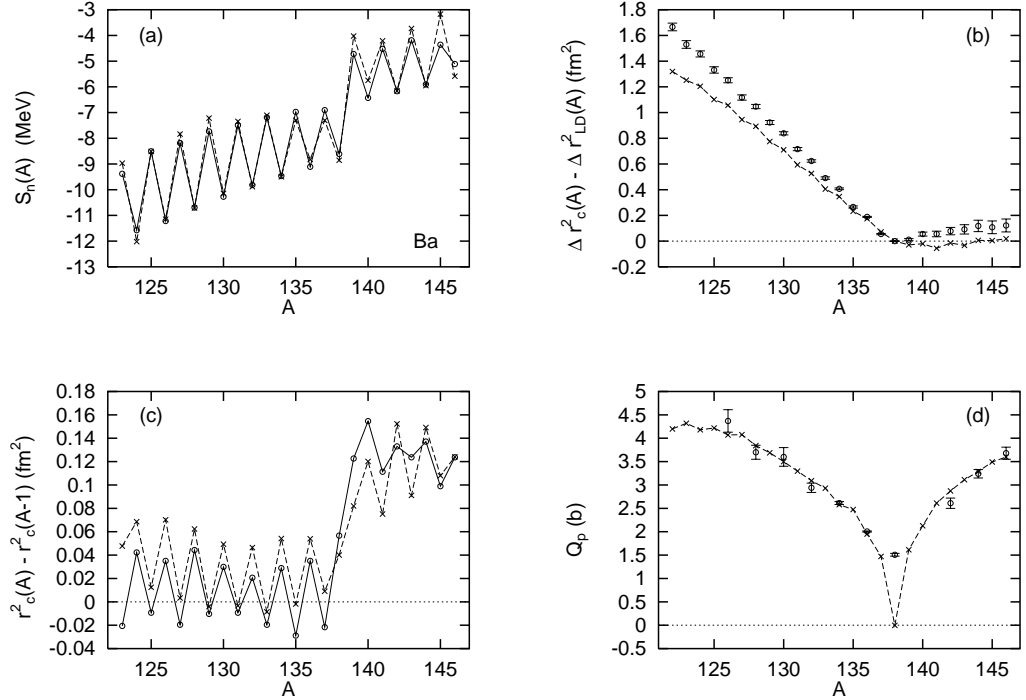 -3
-4
-5
-6
-7
-8
-9
-10
-11
-12
-13
125 130 135 140 145
A
S_n(A) (MeV)
(a)
Ba
1.8
1.6
1.4
1.2
1
0.8
0.6
0.4
0.2
0
-0.2
125 130 135 140 145
A
Δ r²_c(A) - Δ r²_LD(A) (fm²)
(b)
0.18
0.16
0.14
0.12
0.10
0.08
0.06
0.04
0.02
0
-0.02
-0.04
125 130 135 140 145
A
r²_c(A) - r²_c(A-1) (fm²)
(c)
5
4.5
4
3.5
3
2.5
2
1.5
1
0.5
0
-0.5
125 130 135 140 145
A
Q_p (b)
(d)